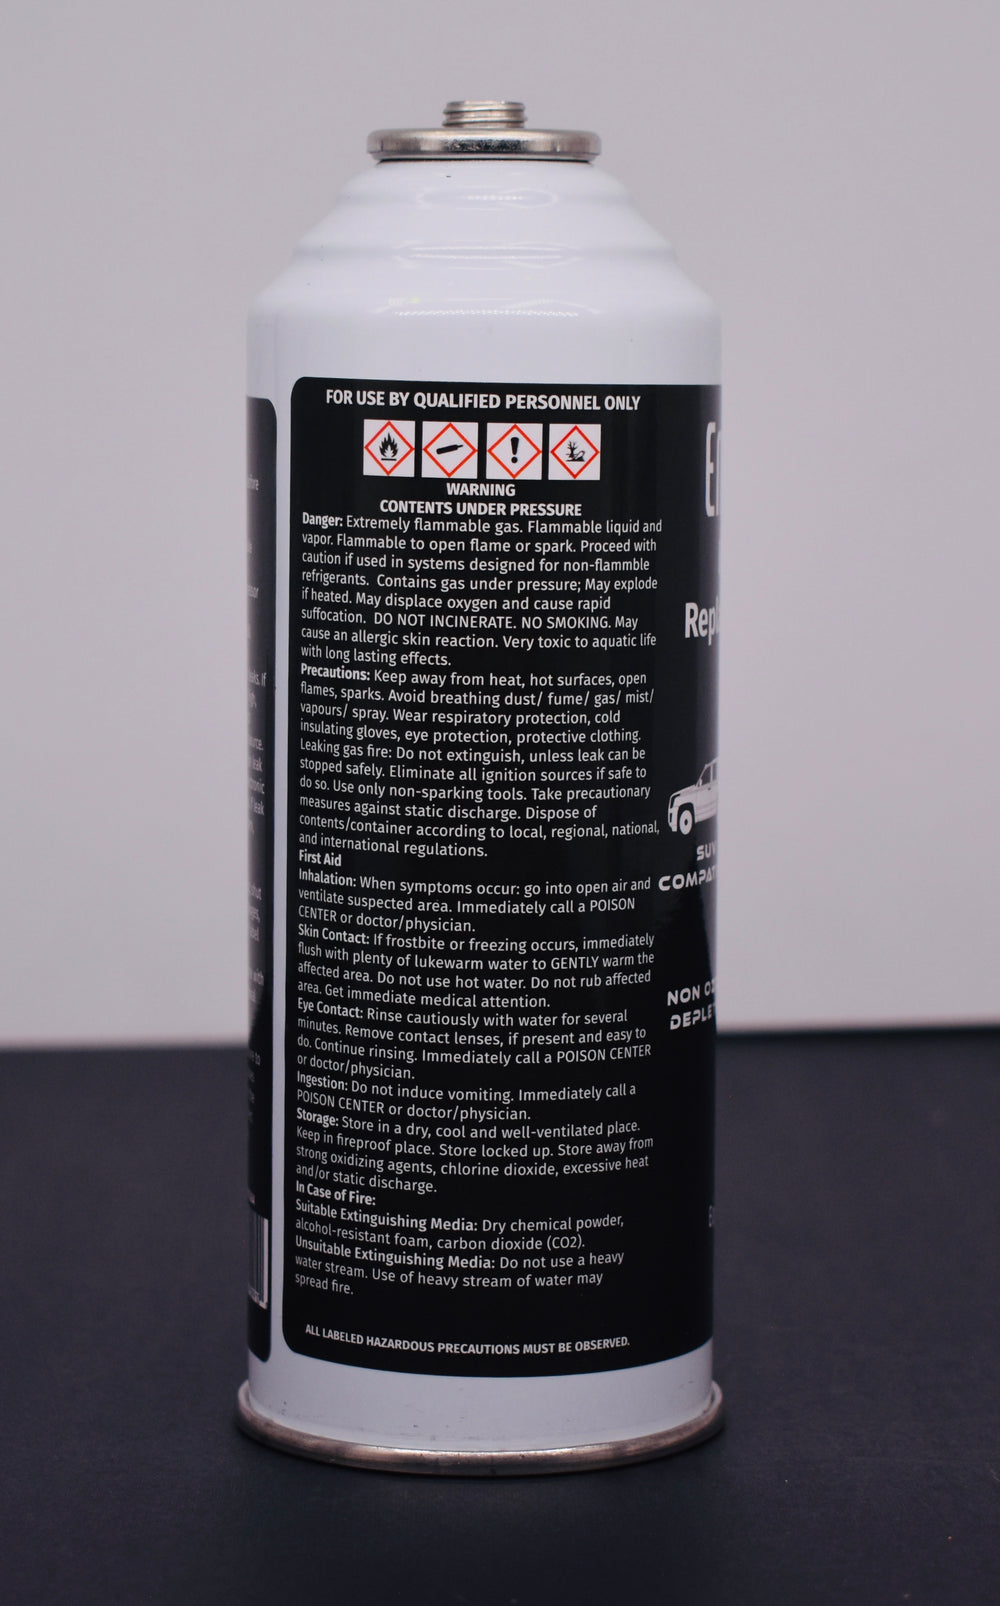 FOR USE BY QUALIFIED PERSONNEL ONLY
WARNING
CONTENTS UNDER PRESSURE
Danger: Extremely flammable gas. Flammable liquid and
vapor. Flammable to open flame or spark. Proceed with
caution if used in systems designed for non-flammble
refrigerants. Contains gas under pressure; May explode
if heated. May displace oxygen and cause rapid
suffocation. DO NOT INCINERATE. NO SMOKING. May
cause an allergic skin reaction. Very toxic to aquatic life
with long lasting effects.
Precautions: Keep away from heat, hot surfaces, open
flames, sparks. Avoid breathing dust/ fume/ gas/ mist/
vapours/ spray. Wear respiratory protection, cold
insulating gloves, eye protection, protective clothing.
Leaking gas fire: Do not extinguish, unless leak can be
stopped safely. Eliminate all ignition sources if safe to
do so. Use only non-sparking tools. Take precautionary
measures against static discharge. Dispose of
contents/container according to local, regional, national,
and international regulations.
First Aid
Inhalation: When symptoms occur: go into open air and
ventilate suspected area. Immediately call a POISON
CENTER or doctor/physician.
Skin Contact: If frostbite or freezing occurs, immediately
flush with plenty of lukewarm water to GENTLY warm the
affected area. Do not use hot water. Do not rub affected
area. Get immediate medical attention.
Eye Contact: Rinse cautiously with water for several
minutes. Remove contact lenses, if present and easy to
do. Continue rinsing. Immediately call a POISON CENTER
or doctor/physician.
Ingestion: Do not induce vomiting. Immediately call a
POISON CENTER or doctor/physician.
Storage: Store in a dry, cool and well-ventilated place.
Keep in fireproof place. Store locked up. Store away from
strong oxidizing agents, chlorine dioxide, excessive heat
and/or static discharge.
In Case of Fire:
Suitable Extinguishing Media: Dry chemical powder,
alcohol-resistant foam, carbon dioxide (CO2).
Unsuitable Extinguishing Media: Do not use a heavy
water stream. Use of heavy stream of water may
spread fire.
ALL LABELED HAZARDOUS PRECAUTIONS MUST BE OBSERVED.
SUV
NON